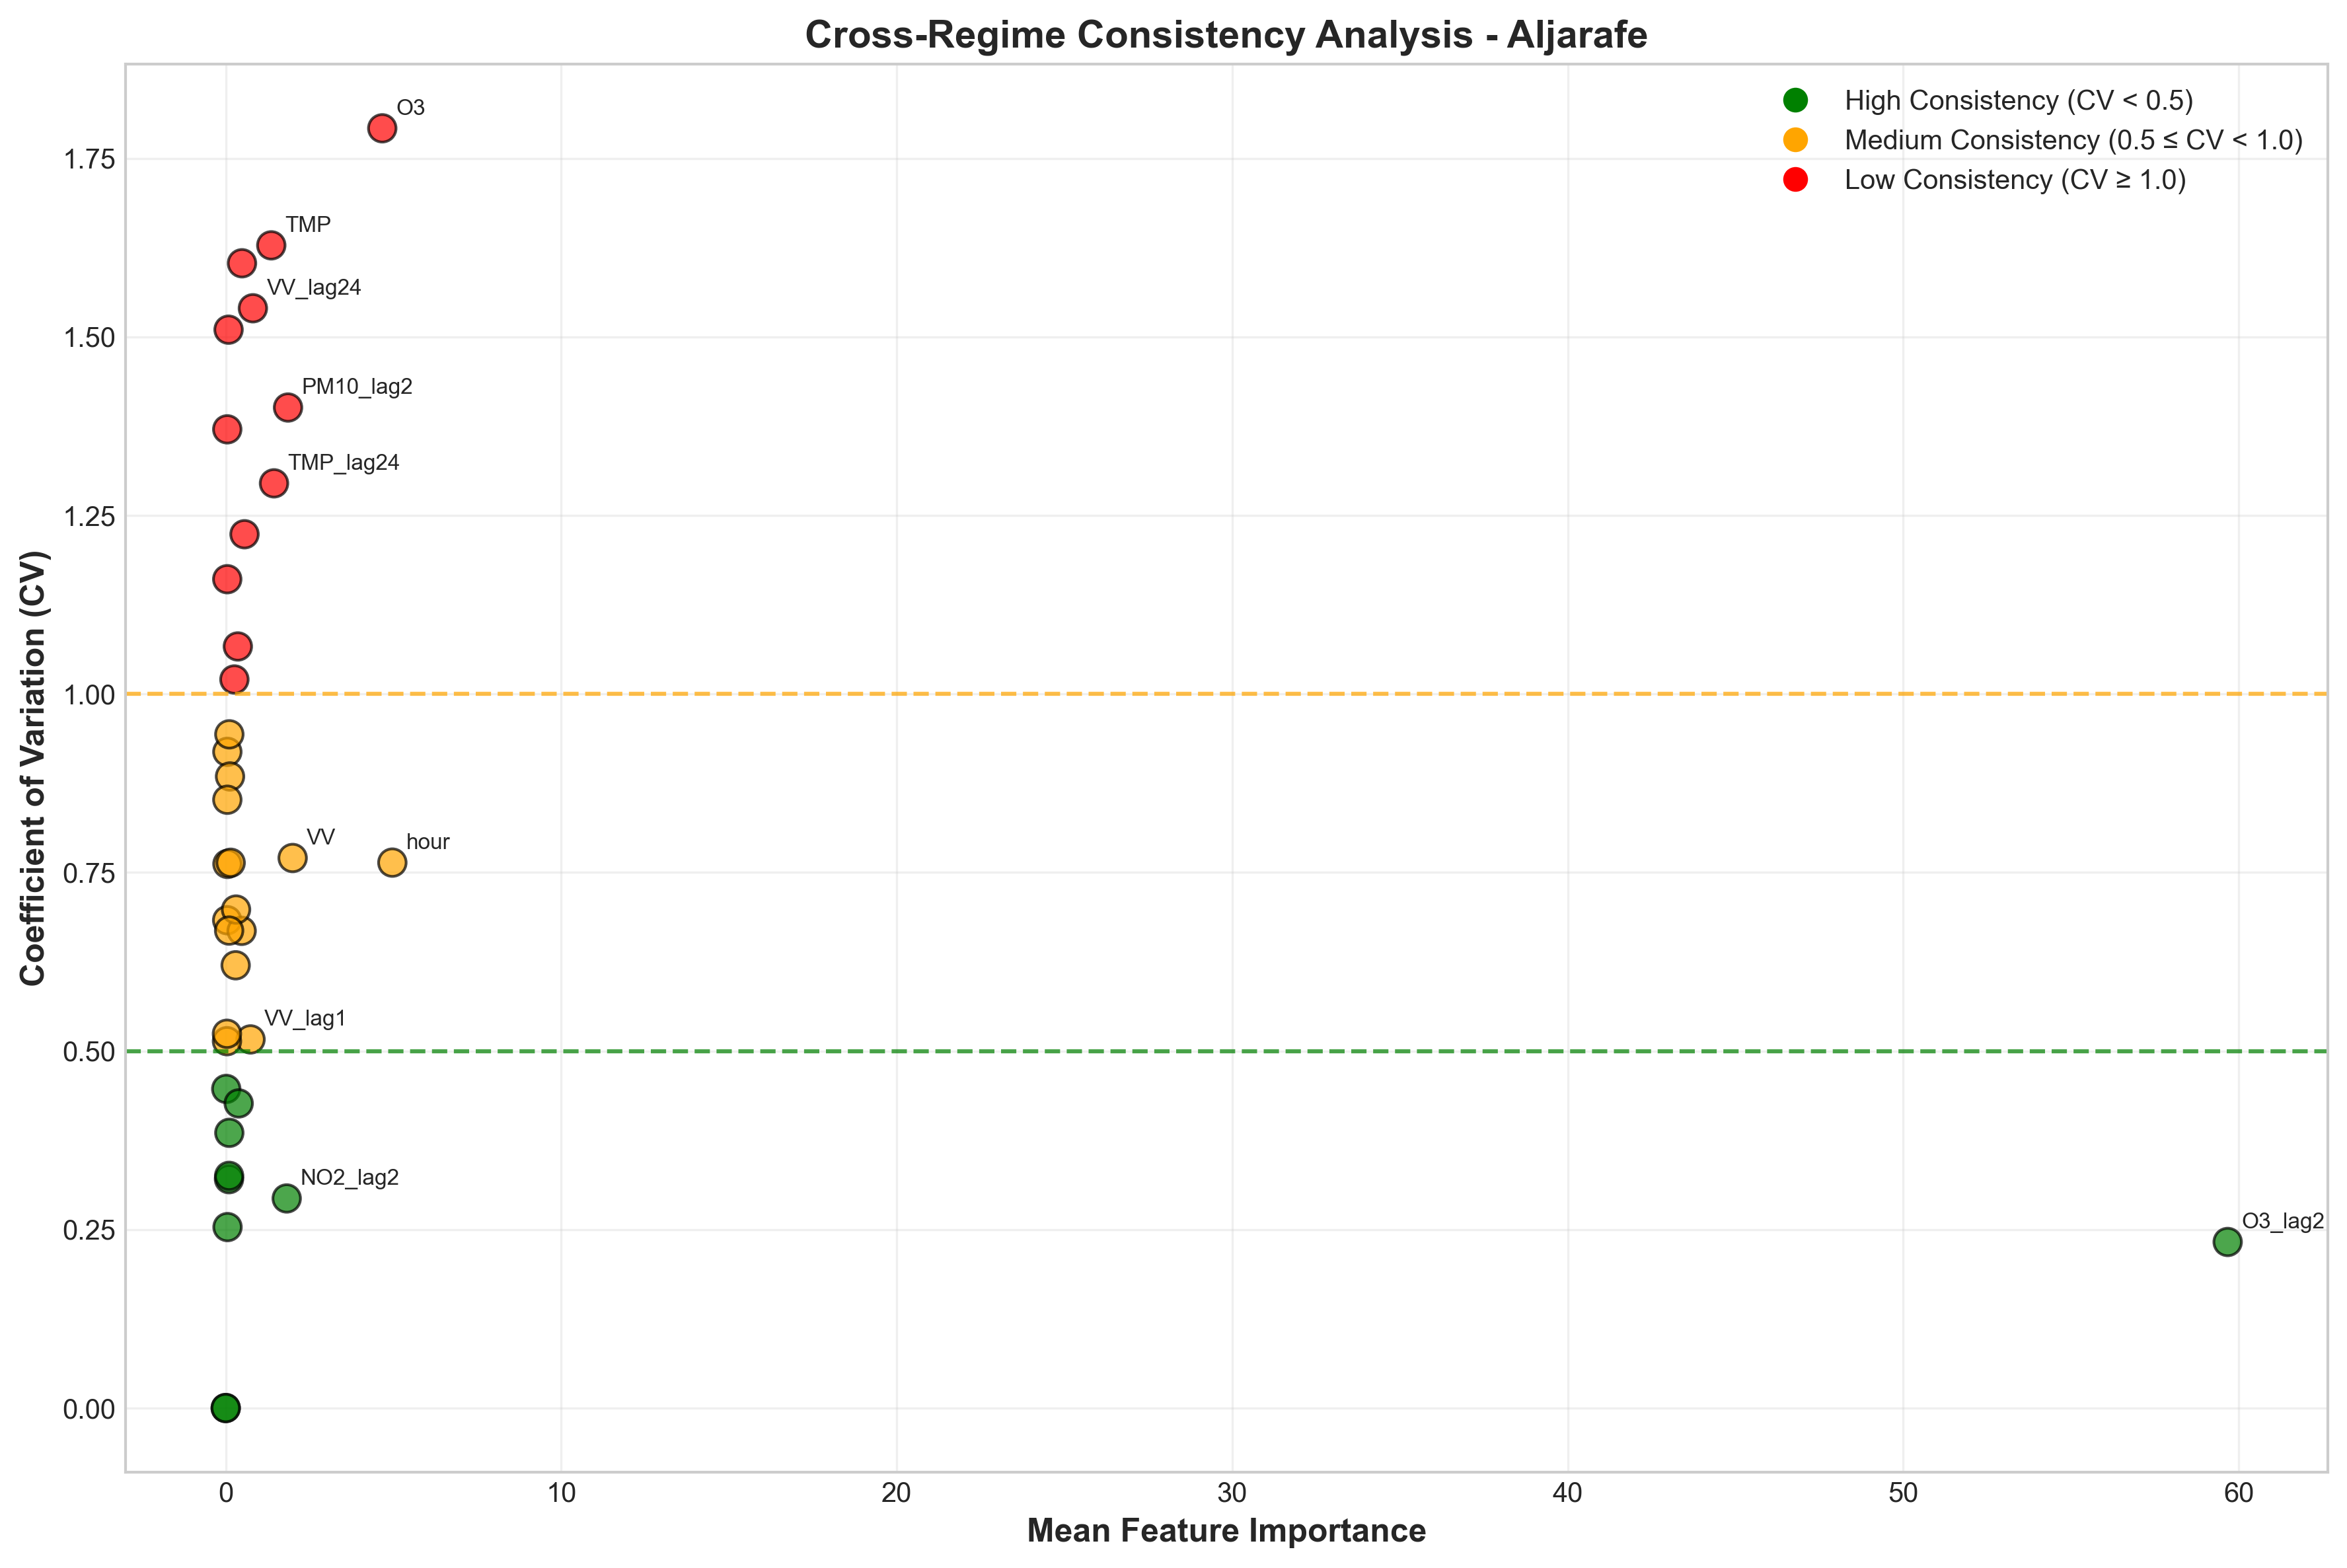 Cross-Regime Consistency Analysis - Aljarafe
High Consistency (CV < 0.5)
Medium Consistency (0.5 ≤ CV < 1.0)
Low Consistency (CV ≥ 1.0)
O3
TMP
VV_lag24
PM10_lag2
TMP_lag24
VV
hour
VV_lag1
NO2_lag2
O3_lag2
Coefficient of Variation (CV)
1.75
1.50
1.25
1.00
0.75
0.50
0.25
0.00
0 10 20 30 40 50 60
Mean Feature Importance